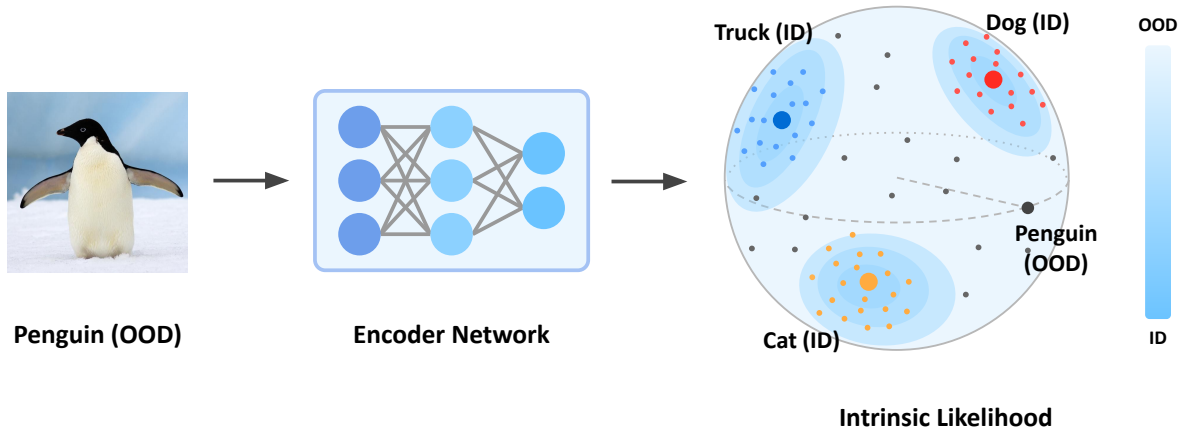 Truck (ID)
Dog (ID)
OOD
Penguin
(OOD)
Penguin (OOD)
Encoder Network
Cat (ID)
ID
Intrinsic Likelihood